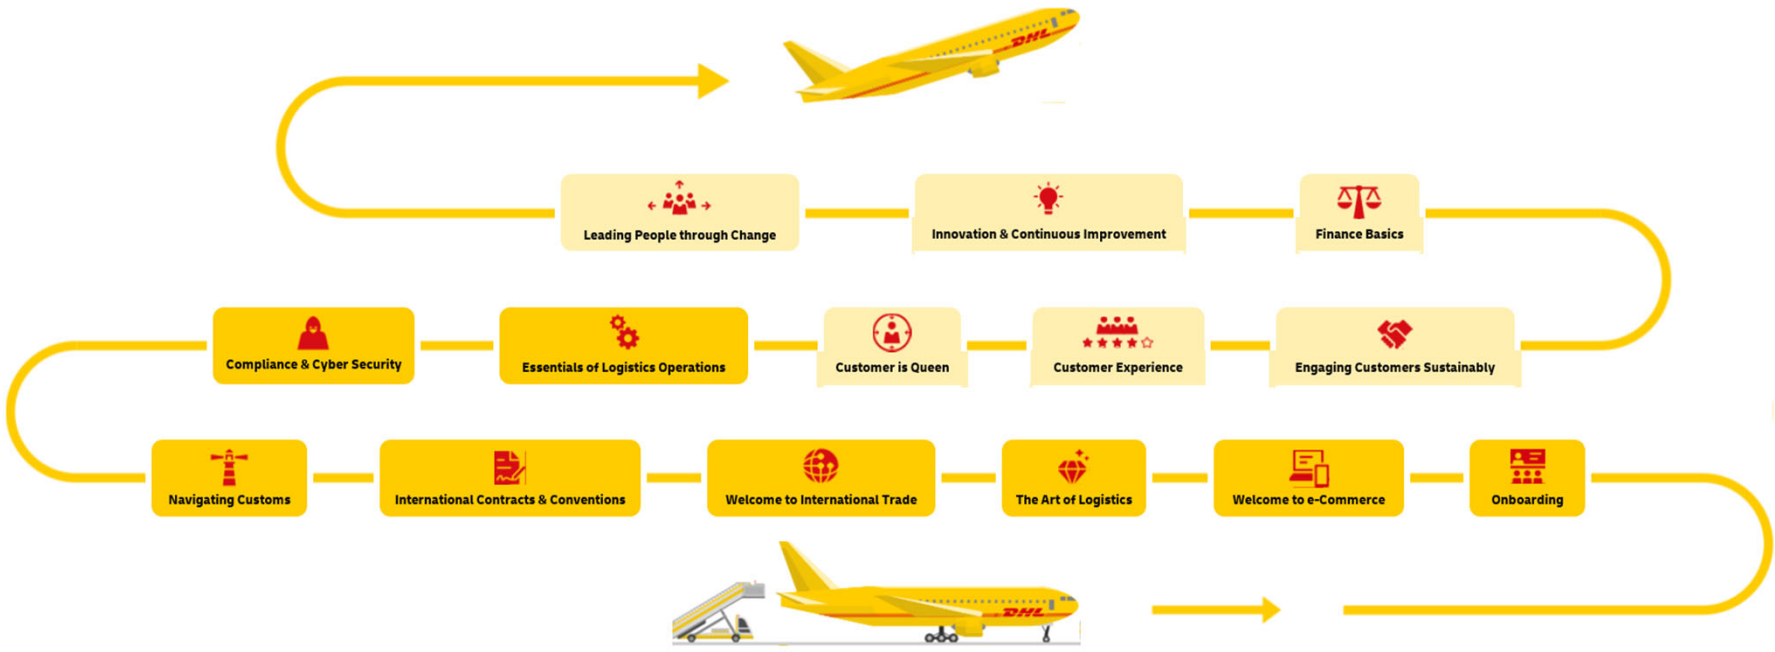 DHL
Leading People through Change
Innovation & Continuous Improvement
Finance Basics
Compliance & Cyber Security
Essentials of Logistics Operations
Customer is Queen
Customer Experience
Engaging Customers Sustainably
Navigating Customs
International Contracts & Conventions
Welcome to International Trade
The Art of Logistics
Welcome to e-Commerce
Onboarding
DHL